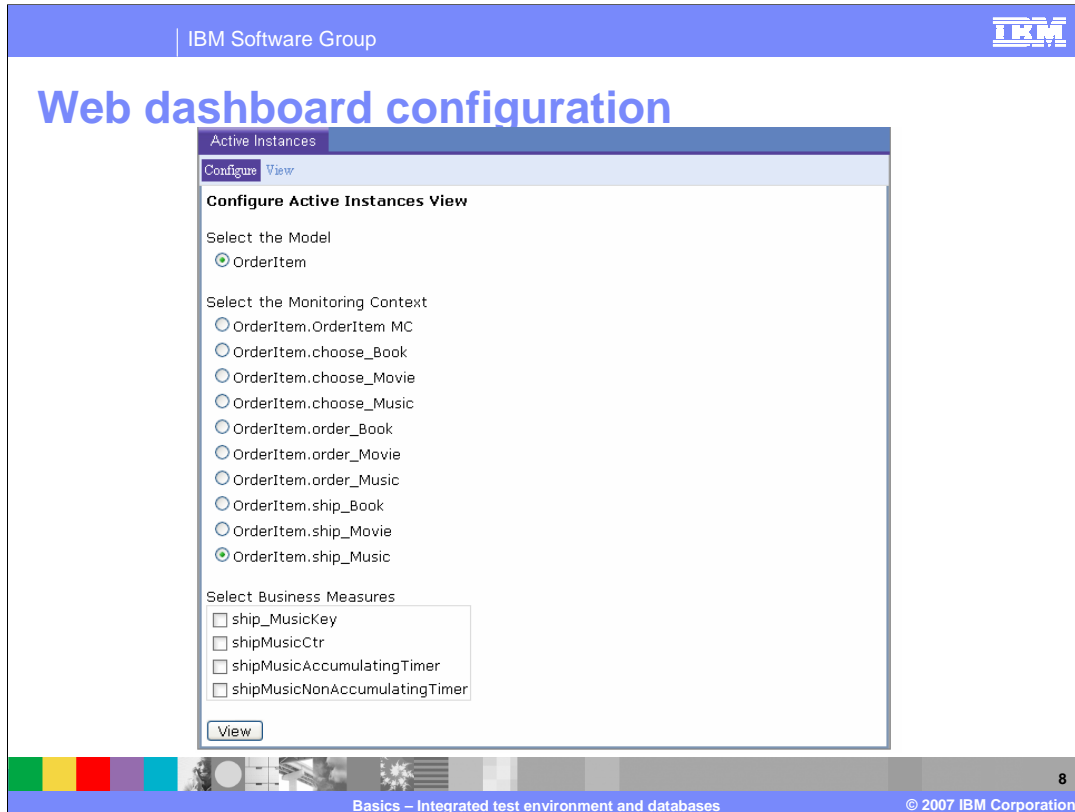 IBM Software Group
IBM
Web dashboard configuration
Active Instances
Configure View
Configure Active Instances View
Select the Model
OrderItem
Select the Monitoring Context
OrderItem.OrderItem MC
OrderItem.choose_Book
OrderItem.choose_Movie
OrderItem.choose_Music
OrderItem.order_Book
OrderItem.order_Movie
OrderItem.order_Music
OrderItem.ship_Book
OrderItem.ship_Movie
OrderItem.ship_Music
Select Business Measures
ship_MusicKey
shipMusicCtr
shipMusicAccumulatingTimer
shipMusicNonAccumulatingTimer
View
8
Basics – Integrated test environment and databases
© 2007 IBM Corporation